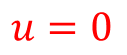 u = 0